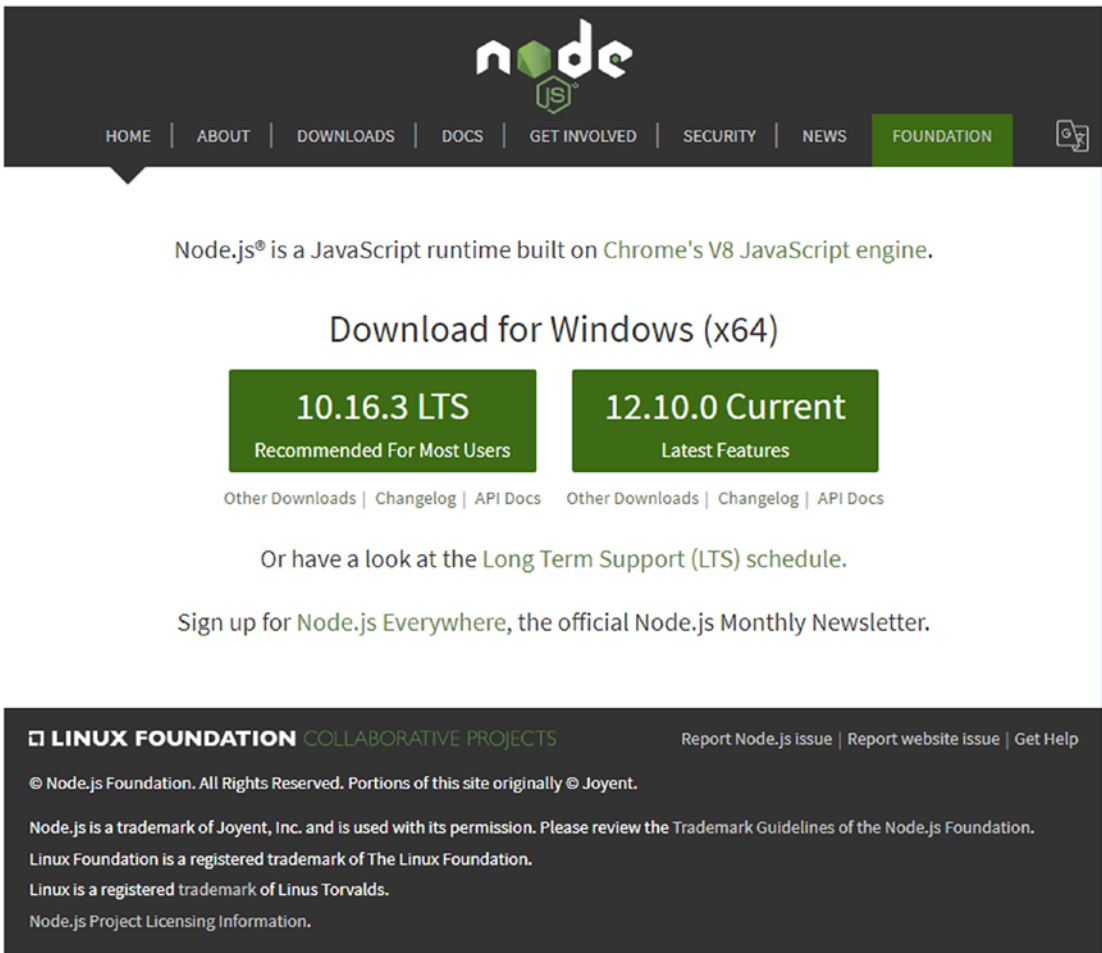 node
JS
HOME | ABOUT | DOWNLOADS | DOCS | GET INVOLVED | SECURITY | NEWS FOUNDATION
Node.js® is a JavaScript runtime built on Chrome's V8 JavaScript engine.
Download for Windows (x64)
10.16.3 LTS 12.10.0 Current
Recommended For Most Users Latest Features
Other Downloads | Changelog | API Docs Other Downloads | Changelog | API Docs
Or have a look at the Long Term Support (LTS) schedule.
Sign up for Node.js Everywhere, the official Node.js Monthly Newsletter.
LINUX FOUNDATION COLLABORATIVE PROJECTS Report Node.js issue | Report website issue | Get Help
© Node.js Foundation. All Rights Reserved. Portions of this site originally © Joyent.
Node.js is a trademark of Joyent, Inc. and is used with its permission. Please review the Trademark Guidelines of the Node.js Foundation.
Linux Foundation is a registered trademark of The Linux Foundation.
Linux is a registered trademark of Linus Torvalds.
Node.js Project Licensing Information.